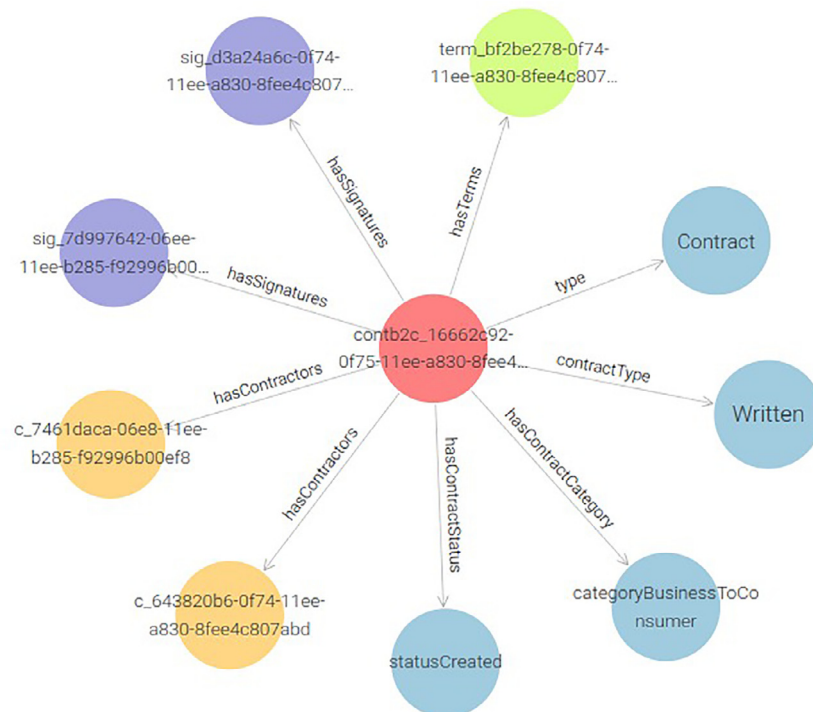 sig_d3a24a6c-0f74-
11ee-a830-8fee4c807...
term_bf2be278-0f74-
11ee-a830-8fee4c807...
hasSignatures
hasTerms
sig_7d997642-06ee-
11ee-b285-f92996b00...
hasSignatures
Contract
type
contb2c_16662c92-
0f75-11ee-a830-8fee4...
contractType
Written
hasContractors
c_7461daca-06e8-11ee-
b285-f92996b00ef8
hasContractors
hasContractStatus
hasContractCategory
c_643820b6-0f74-11ee-
a830-8fee4c807abd
statusCreated
categoryBusinessToCo
nsumer